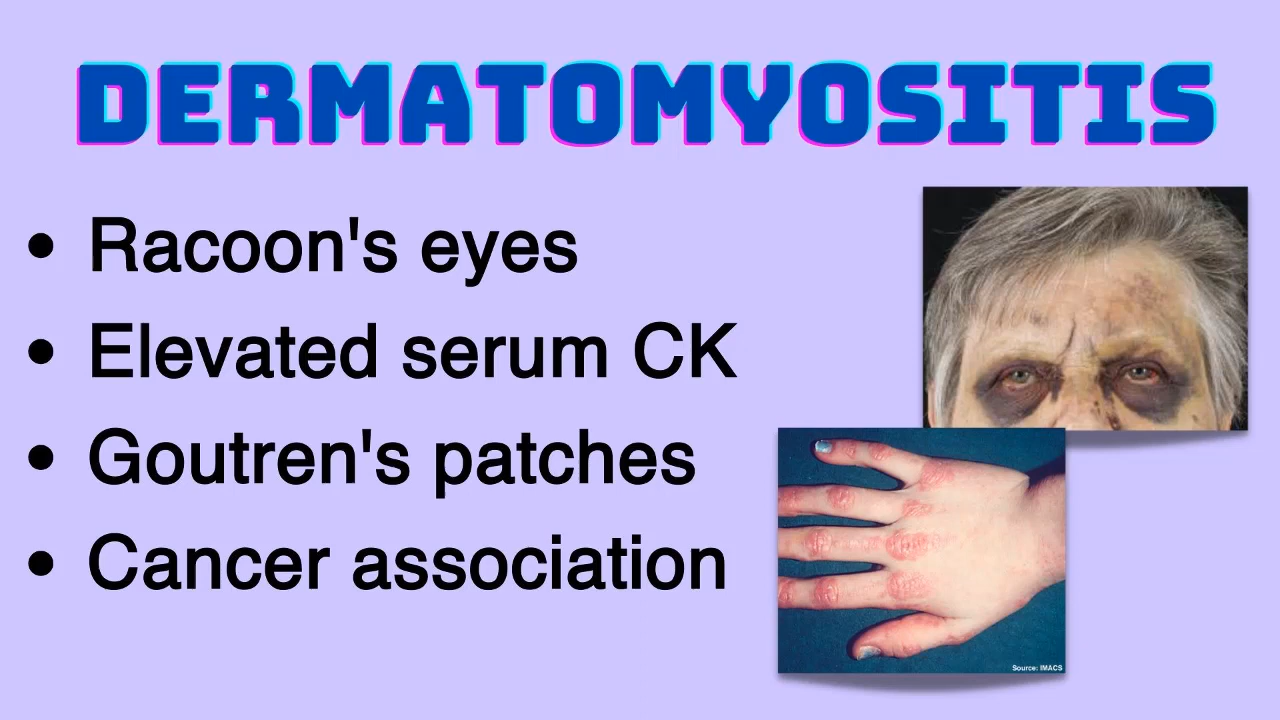 DERMATOMYOSITIS
• Racoon's eyes
• Elevated serum CK
• Goutren's patches
• Cancer association
Source: IMACS